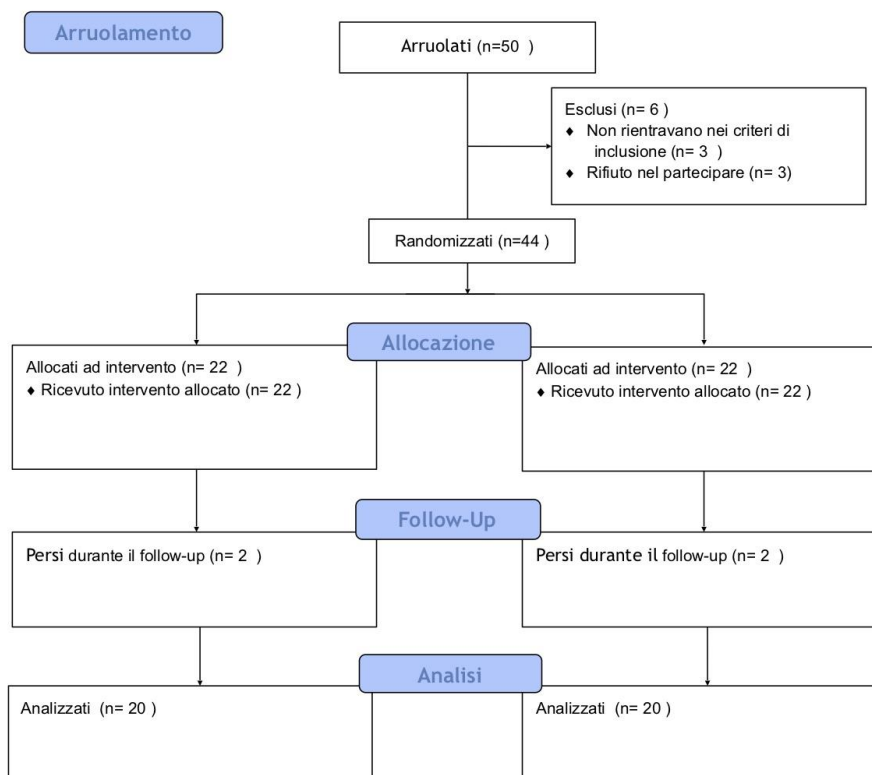 Arruolamento
Arruolati (n=50 )
Esclusi (n= 6 )
♦ Non rientravano nei criteri di
inclusione (n= 3 )
♦ Rifiuto nel partecipare (n= 3)
Randomizzati (n=44 )
Allocazione
Allocati ad intervento (n= 22 )
♦ Ricevuto intervento allocato (n= 22 )
Allocati ad intervento (n= 22 )
♦ Ricevuto intervento allocato (n= 22 )
Follow-Up
Persi durante il follow-up (n= 2 )
Persi durante il follow-up (n= 2 )
Analisi
Analizzati (n= 20 )
Analizzati (n= 20 )